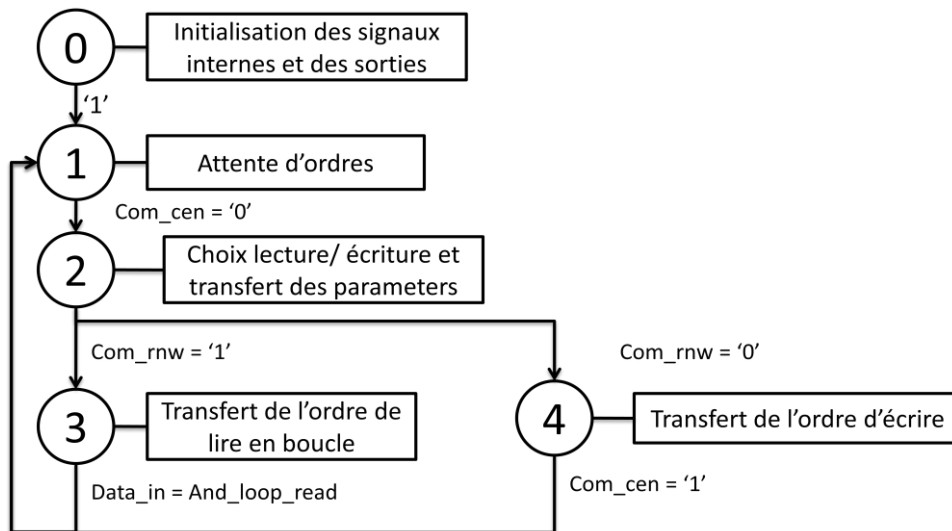 0
Initialisation des signaux
internes et des sorties
‘1’
1
Attente d’ordres
Com_cen = ‘0’
2
Choix lecture/ écriture et
transfert des parameters
Com_rnw = ‘1’
Com_rnw = ‘0’
3
Transfert de l’ordre de
lire en boucle
4
Transfert de l’ordre d’écrire
Data_in = And_loop_read
Com_cen = ‘1’